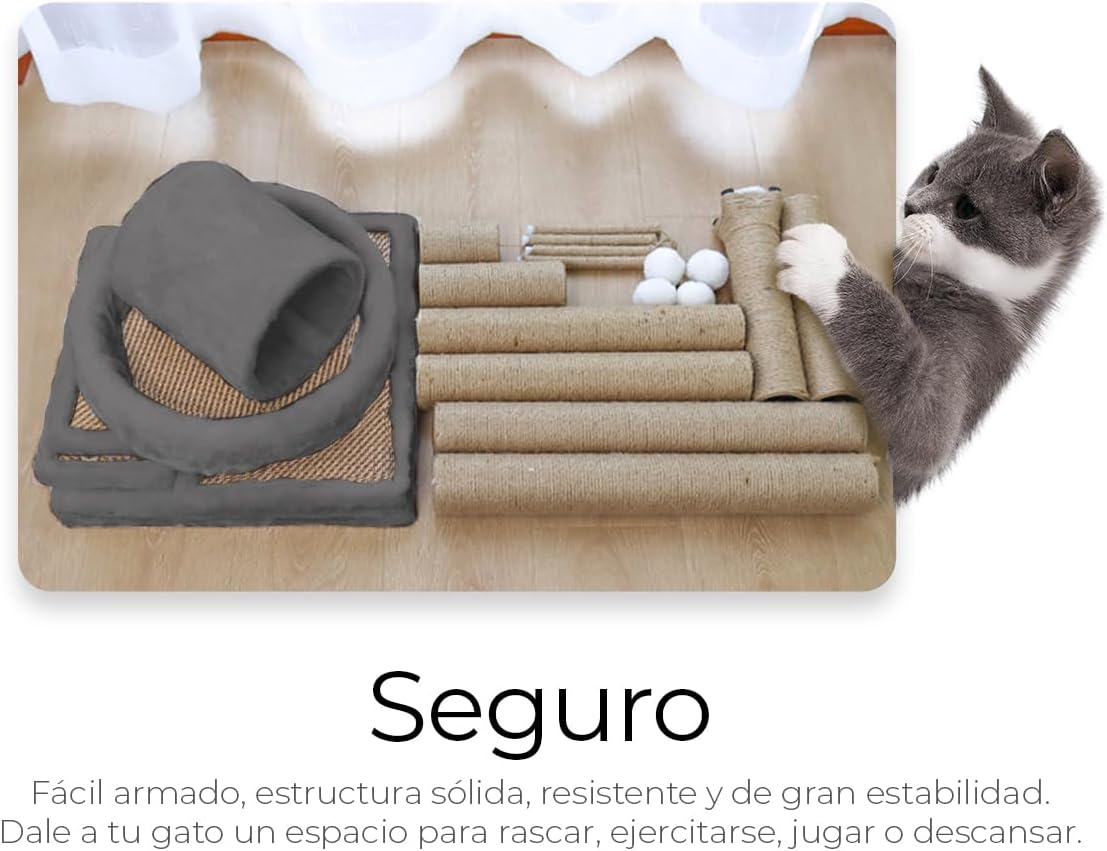 Seguro
Fácil armado, estructura sólida, resistente y de gran estabilidad.
Dale a tu gato un espacio para rascar, ejercitarse, jugar o descansar.